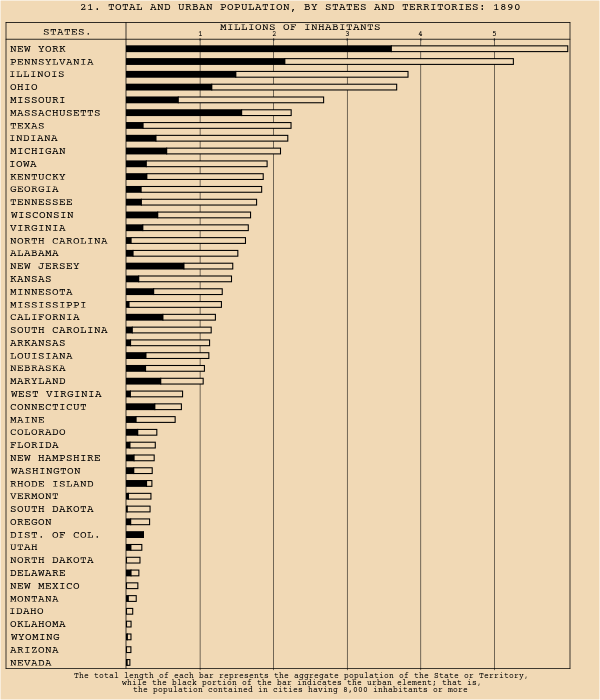 21. TOTAL AND URBAN POPULATION, BY STATES AND TERRITORIES: 1890
MILLIONS OF INHABITANTS
STATES.
1 2 3 4 5
NEW YORK
PENNSYLVANIA
ILLINOIS
OHIO
MISSOURI
MASSACHUSETTS
TEXAS
INDIANA
MICHIGAN
IOWA
KENTUCKY
GEORGIA
TENNESSEE
WISCONSIN
VIRGINIA
NORTH CAROLINA
ALABAMA
NEW JERSEY
KANSAS
MINNESOTA
MISSISSIPPI
CALIFORNIA
SOUTH CAROLINA
ARKANSAS
LOUISIANA
NEBRASKA
MARYLAND
WEST VIRGINIA
CONNECTICUT
MAINE
COLORADO
FLORIDA
NEW HAMPSHIRE
WASHINGTON
RHODE ISLAND
VERMONT
SOUTH DAKOTA
OREGON
DIST. OF COL.
UTAH
NORTH DAKOTA
DELAWARE
NEW MEXICO
MONTANA
IDAHO
OKLAHOMA
WYOMING
ARIZONA
NEVADA
The total length of each bar represents the aggregate population of the State or Territory,
while the black portion of the bar indicates the urban element; that is,
the population contained in cities having 8,000 inhabitants or more